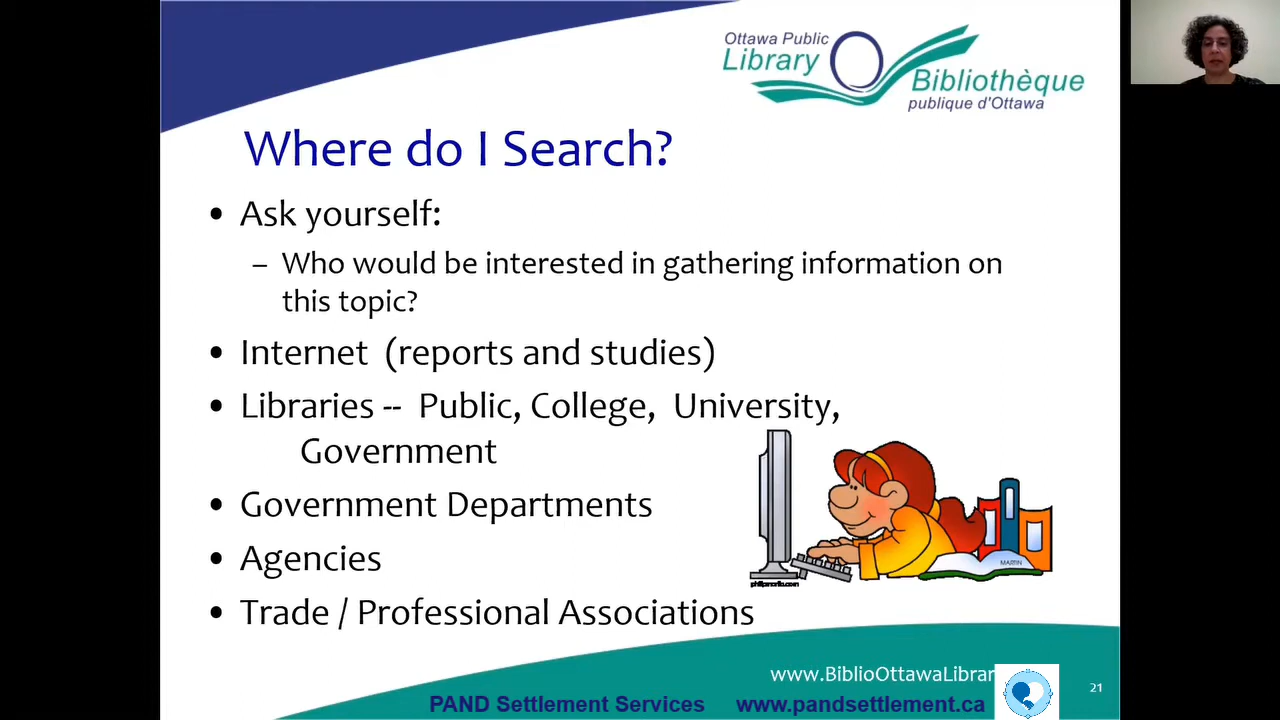 Ottawa Public
Library
Bibliothèque
publique d'Ottawa
Where do I Search?
• Ask yourself:
– Who would be interested in gathering information on
this topic?
• Internet (reports and studies)
• Libraries -- Public, College, University,
Government
• Government Departments
• Agencies
• Trade / Professional Associations
MARTIN
www.BiblioOttawaLibrar
21
PAND Settlement Services www.pandsettlement.ca